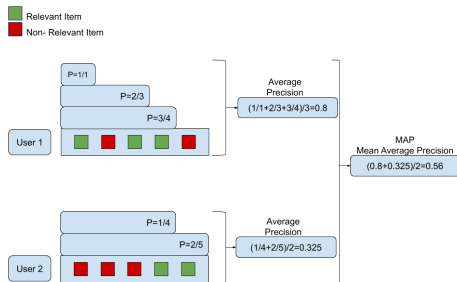 Relevant Item
Non- Relevant Item
P=1/1
P=2/3
P=3/4
User 1
Average
Precision
(1/1+2/3+3/4)/3=0.8
MAP
Mean Average Precision
(0.8+0.325)/2=0.56
P=1/4
P=2/5
User 2
Average
Precision
(1/4+2/5)/2=0.325